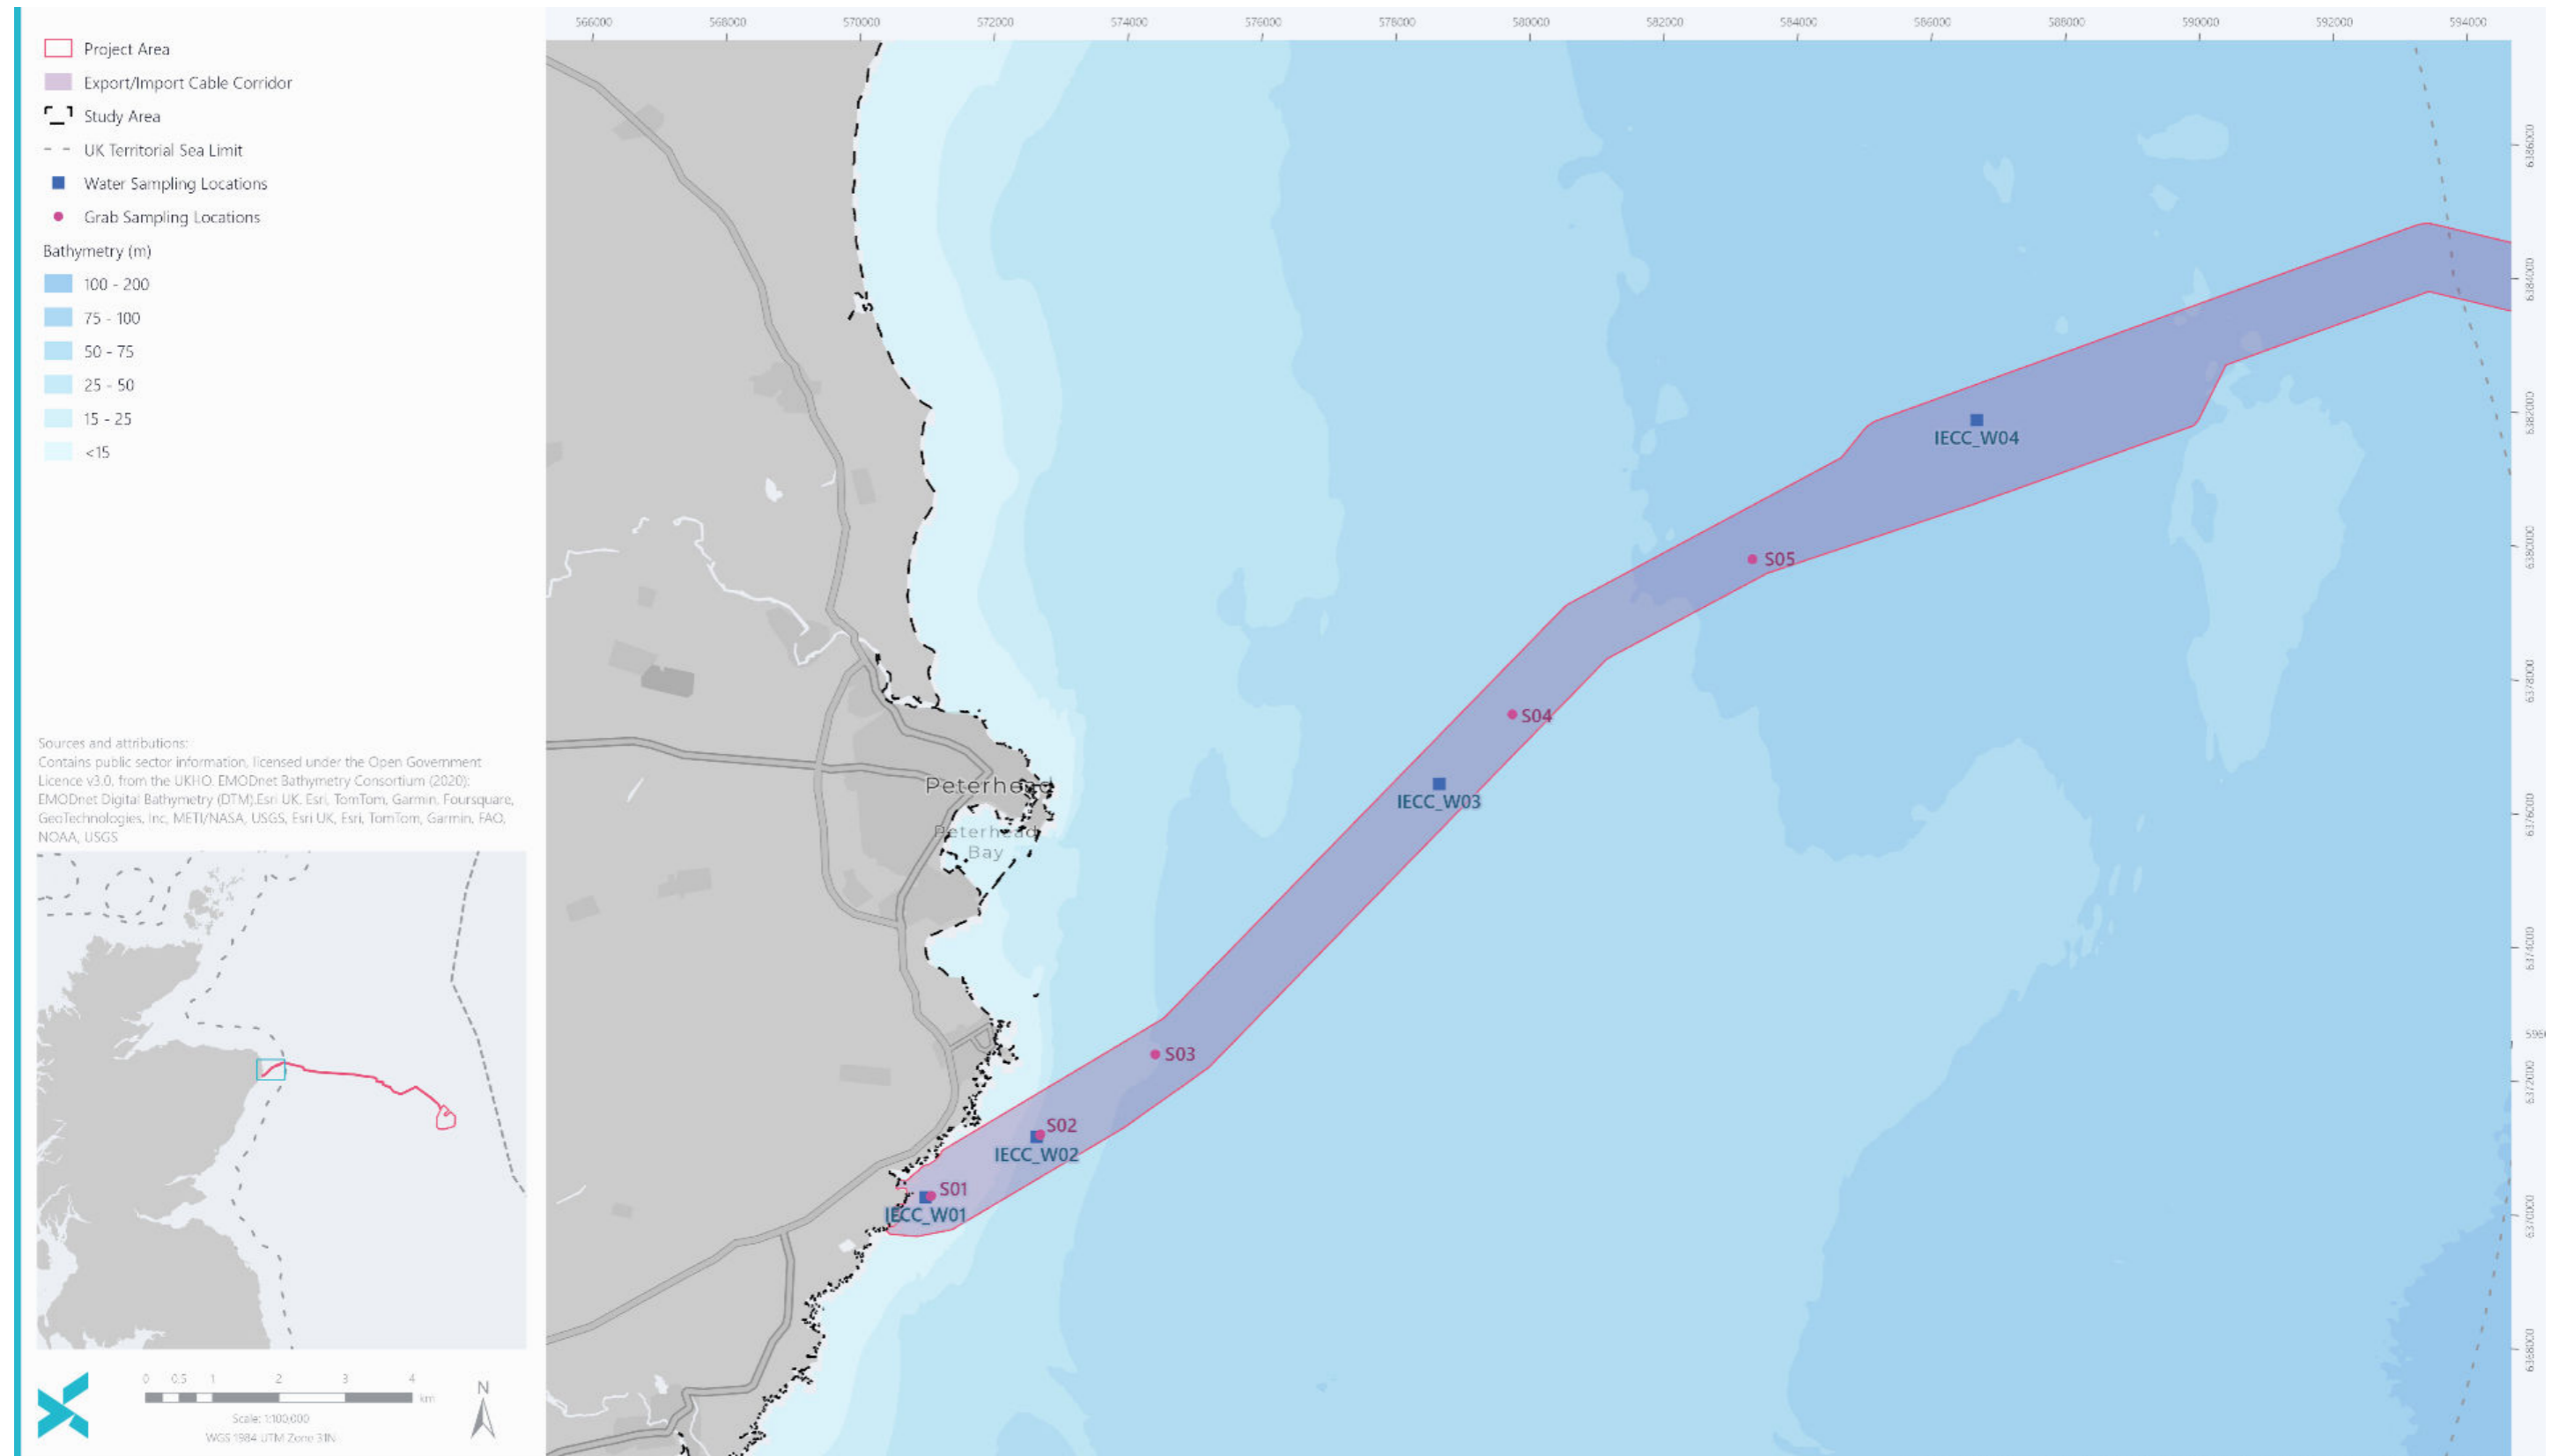 Project Area
Export/Import Cable Corridor
Study Area
UK Territorial Sea Limit
Water Sampling Locations
Grab Sampling Locations
Bathymetry (m)
100 - 200
75 - 100
50 - 75
25 - 50
15 - 25
<15
Sources and attributions:
Contains public sector information, licensed under the Open Government
Licence v3.0, from the UKHO. EMODnet Bathymetry Consortium (2020):
EMODnet Digital Bathymetry (DTM).Esri UK, Esri, TomTom, Garmin, Foursquare,
GeoTechnologies, Inc, METI/NASA, USGS, Esri UK, Esri, TomTom, Garmin, FAO,
NOAA, USGS
0 0.5 1 2 3 4
km
Scale: 1:100,000
WGS 1984 UTM Zone 31N
N
566000 568000 570000 572000 574000 576000 578000 580000 582000 584000 586000 588000 590000 592000 594000
6386000
6384000
6382000
6380000
6378000
6376000
6374000
598
6372000
6370000
6368000
IECC_W04
S05
S04
IECC_W03
Peterhead
Peterhead
Bay
S03
S02
IECC_W02
S01
IECC_W01